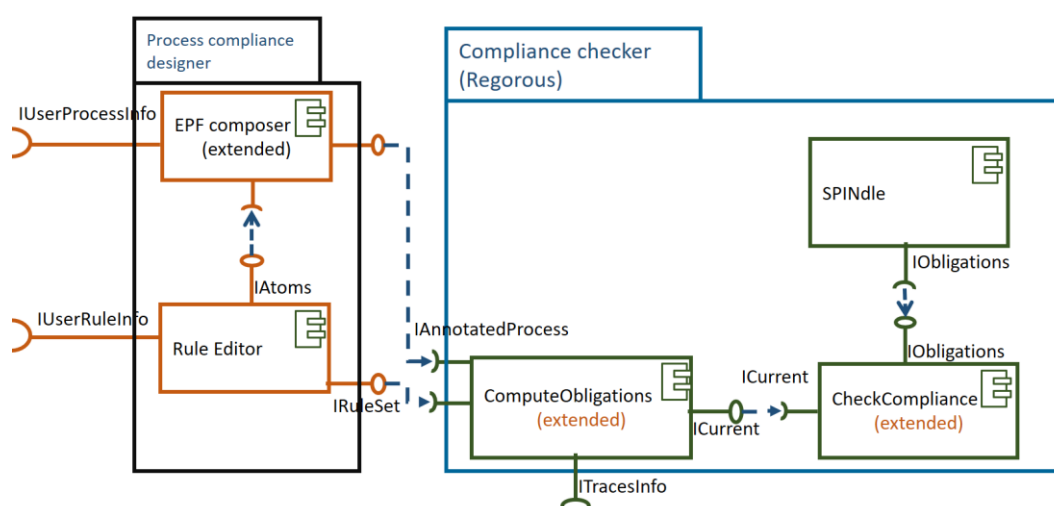 Process compliance
designer
Compliance checker
(Regorous)
IUserProcessInfo
EPF composer
(extended)
SPINdle
IObligations
IAtoms
IUserRuleInfo
Rule Editor
IAnnotatedProcess
IObligations
IRuleSet
ComputeObligations
(extended)
ICurrent
ICurrent
CheckCompliance
(extended)
ITracesInfo